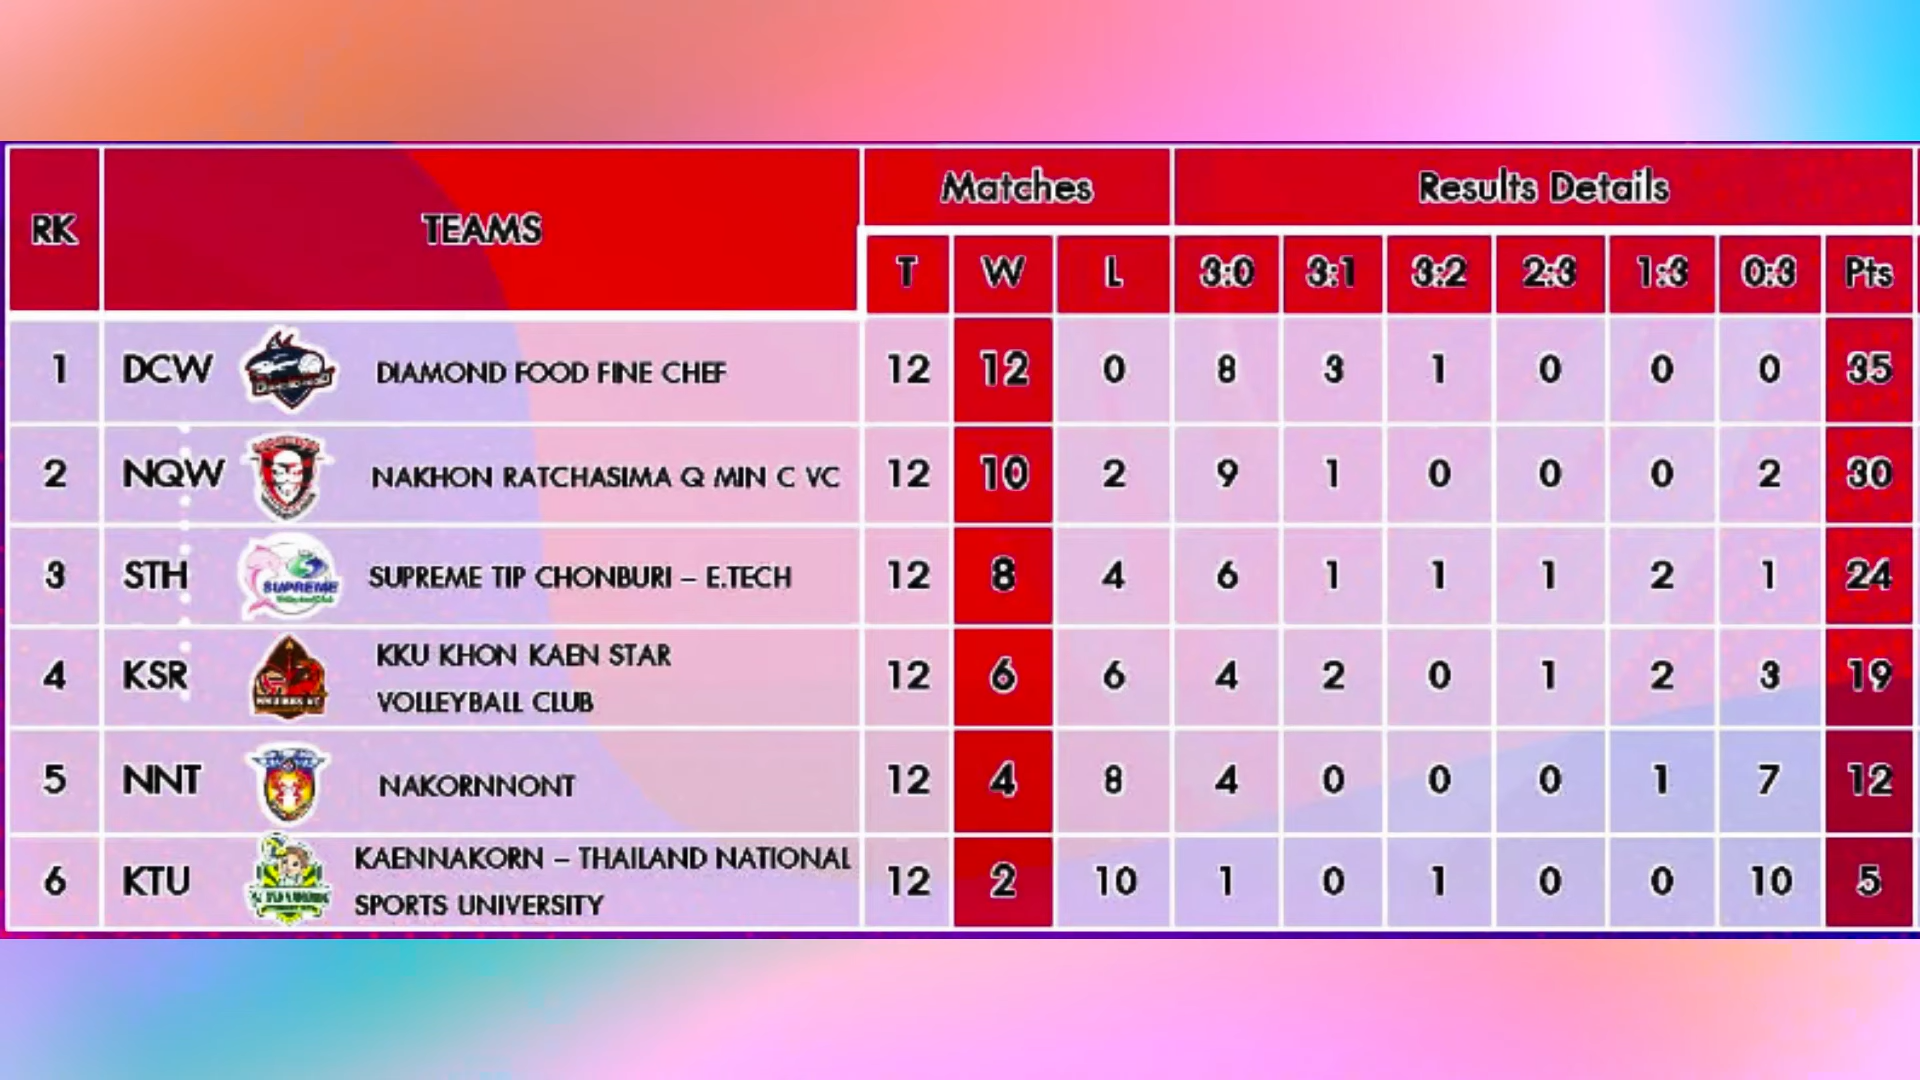 RK TEAMS Matches Results Details
T W L 3:0 3:1 3:2 2:3 1:3 0:3 Pts
1 DCW DIAMOND FOOD FINE CHEF 12 12 0 8 3 1 0 0 0 35
2 NQW NAKHON RATCHASIMA Q MIN C VC 12 10 2 9 1 0 0 0 2 30
3 STH SUPREME SUPREME TIP CHONBURI – E.TECH 12 8 4 6 1 1 1 2 1 24
4 KSR KKU KHON KAEN STAR
VOLLEYBALL CLUB 12 6 6 4 2 0 1 2 3 19
5 NNT NAKORNNONT 12 4 8 4 0 0 0 1 7 12
6 KTU KAENNAKORN – THAILAND NATIONAL
SPORTS UNIVERSITY 12 2 10 1 0 1 0 0 10 5